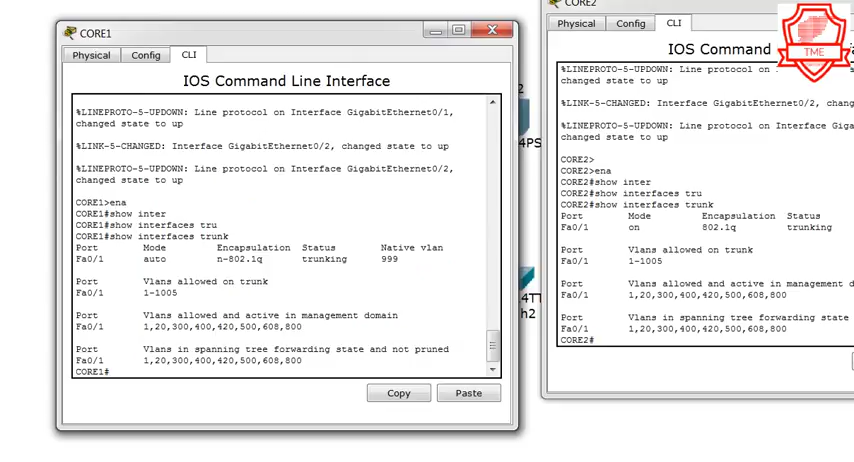 CORE1
Physical Config CLI
IOS Command Line Interface
%LINEPROTO-5-UPDOWN: Line protocol on Interface GigabitEthernet0/1,
changed state to up
%LINK-5-CHANGED: Interface GigabitEthernet0/2, changed state to up
%LINEPROTO-5-UPDOWN: Line protocol on Interface GigabitEthernet0/2,
changed state to up
CORE1>ena
CORE1#show inter
CORE1#show interfaces tru
CORE1#show interfaces trunk
Port Mode Encapsulation Status Native vlan
Fa0/1 auto n-802.1q trunking 999
Port Vlans allowed on trunk
Fa0/1 1-1005
Port Vlans allowed and active in management domain
Fa0/1 1,20,300,400,420,500,608,800
Port Vlans in spanning tree forwarding state and not pruned
Fa0/1 1,20,300,400,420,500,608,800
CORE1#
Copy Paste
2
4PS
4TT
h2
CORE2
Physical Config CLI
IOS Command
TME
%LINEPROTO-5-UPDOWN: Line protocol on
changed state to up
%LINK-5-CHANGED: Interface GigabitEthernet0/2, chang
%LINEPROTO-5-UPDOWN: Line protocol on Interface Giga
changed state to up
CORE2>
CORE2>ena
CORE2#show inter
CORE2#show interfaces tru
CORE2#show interfaces trunk
Port Mode Encapsulation Status
Fa0/1 on 802.1q trunking
Port Vlans allowed on trunk
Fa0/1 1-1005
Port Vlans allowed and active in management d
Fa0/1 1,20,300,400,420,500,608,800
Port Vlans in spanning tree forwarding state
Fa0/1 1,20,300,400,420,500,608,800
CORE2#